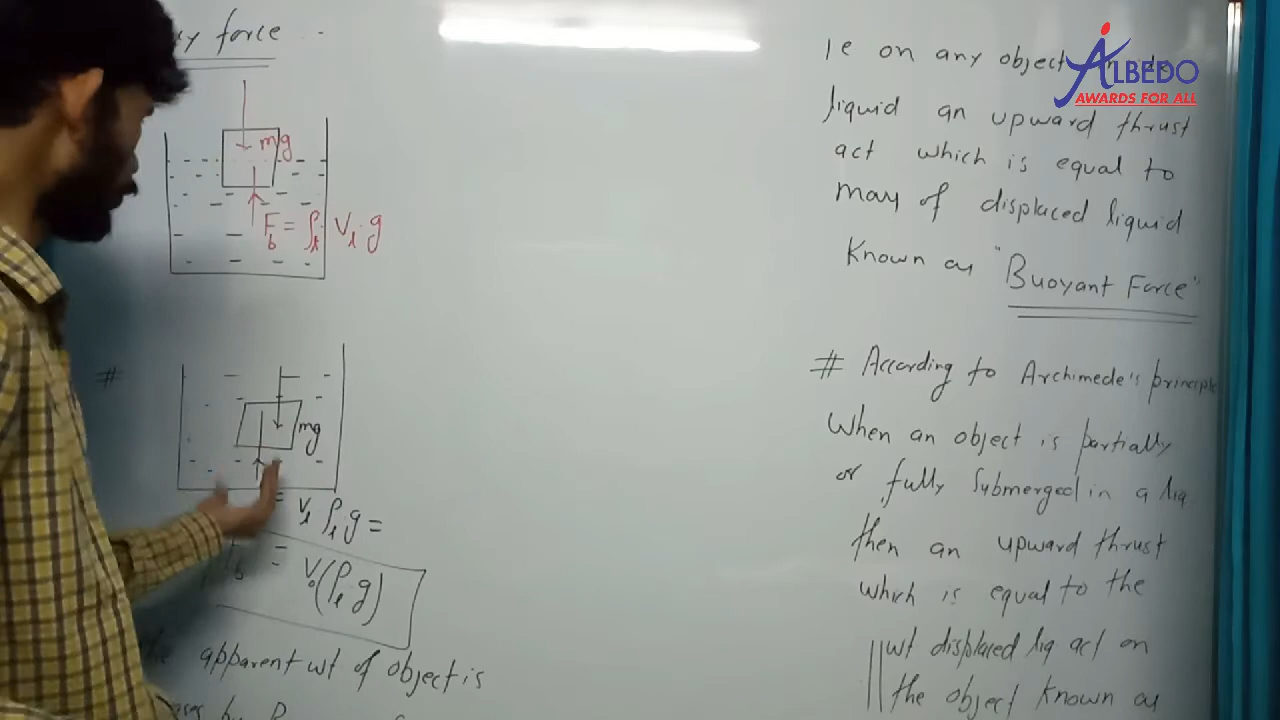 y force
mg
F_b = ρ_l V_l . g
#
mg
= V_l ρ_l g =
b = V_o(ρ_l . g)
the apparent wt of object is
by
ALBEDO
AWARDS FOR ALL
Ie on any object
liquid an upward thrust
act which is equal to
mass of displaced liquid
Known as "Buoyant Force"
# According to Archimede's principle
When an object is partially
or fully submerged in a liq
then an upward thrust
which is equal to the
wt displaced liq act on
the object known as